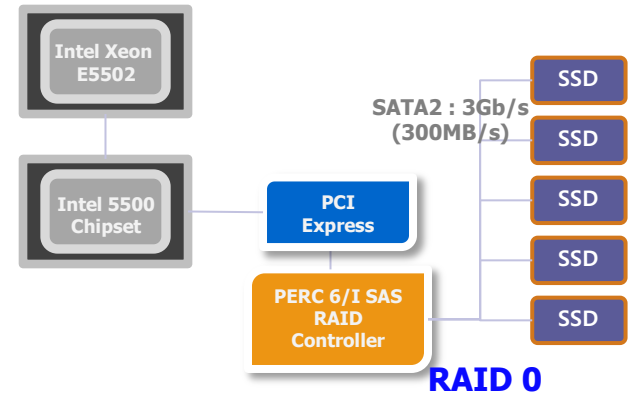 Intel Xeon
E5502
SSD
SATA2 : 3Gb/s
(300MB/s)
SSD
Intel 5500
Chipset
PCI
Express
SSD
SSD
PERC 6/I SAS
RAID
Controller
SSD
RAID 0